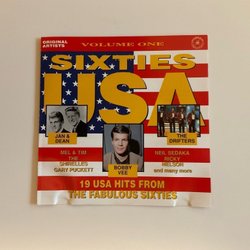 ORIGINAL
ARTISTS
VOLUME ONE
SIXTIES
USA
JAN &
DEAN
BOBBY
VEE
THE
DRIFTERS
MEL & TIM
THE
SHIRELLES
GARY PUCKETT
NEIL SEDAKA
RICKY
NELSON
and many more
19 USA HITS FROM
THE FABULOUS SIXTIES